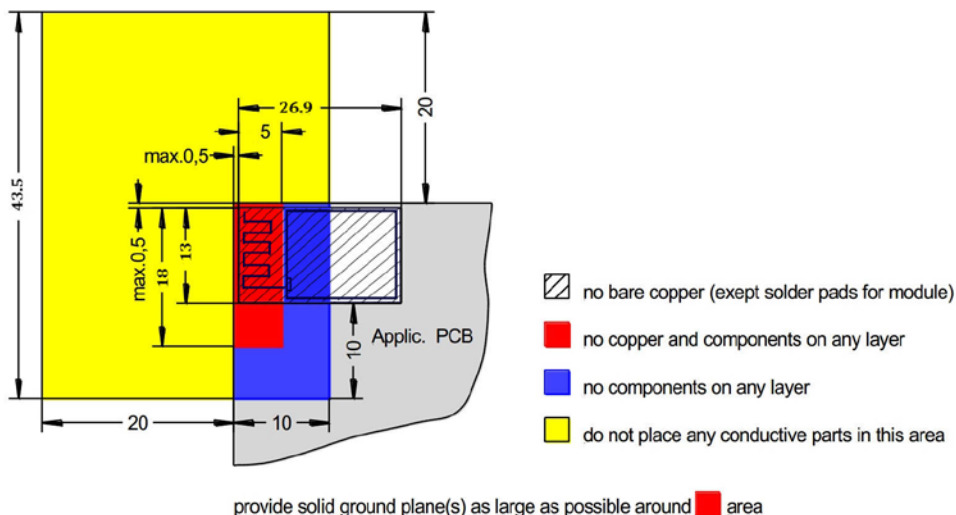 26.9
20
5
max.0,5
43.5
max.0,5
18
13
10
Applic. PCB
20
10
no bare copper (exept solder pads for module)
no copper and components on any layer
no components on any layer
do not place any conductive parts in this area
provide solid ground plane(s) as large as possible around area